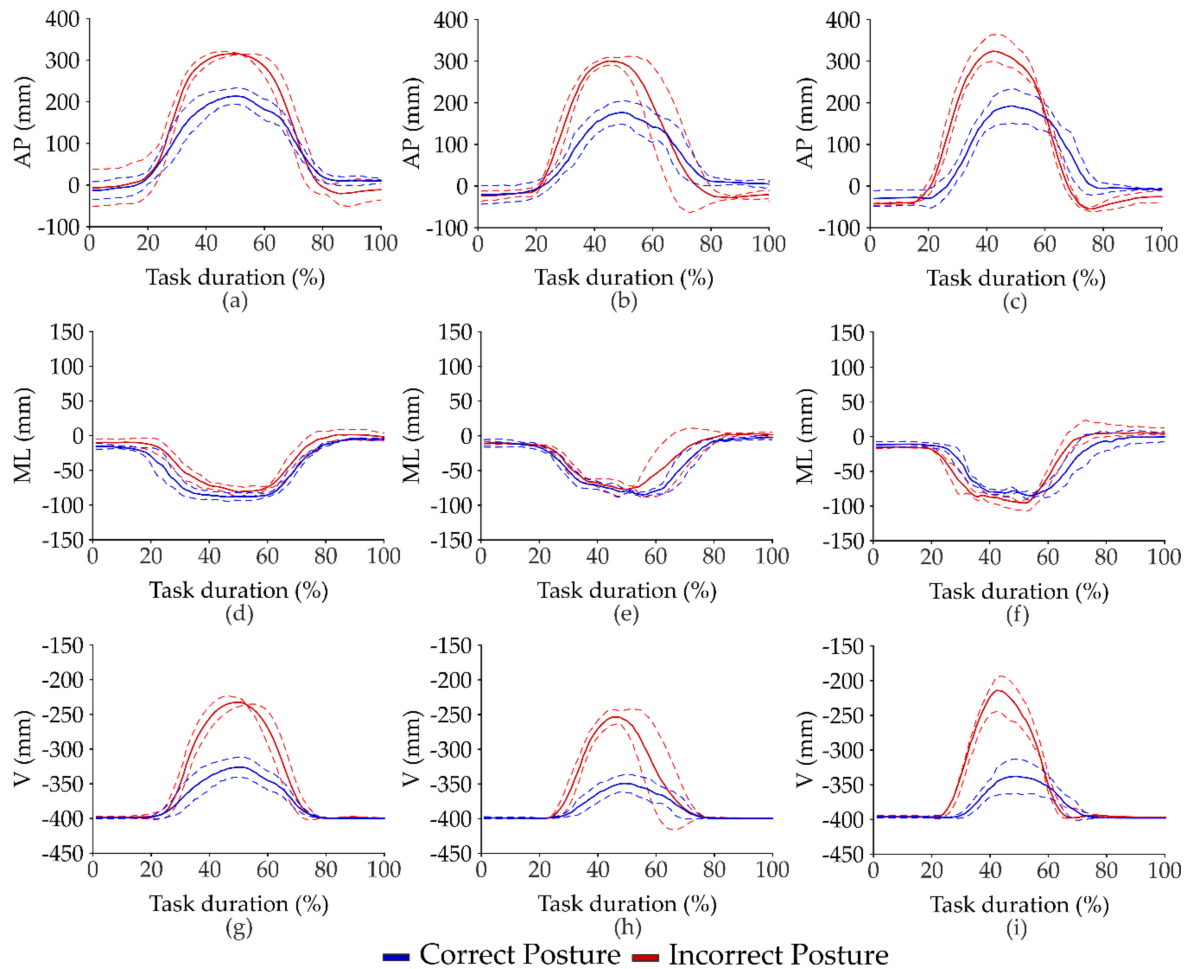 400 400 400
300 300 300
200 200 200
100 100 100
0 0 0
-100 -100 -100
AP (mm) AP (mm) AP (mm)
0 20 40 60 80 100 0 20 40 60 80 100 0 20 40 60 80 100
Task duration (%) Task duration (%) Task duration (%)
(a) (b) (c)
150 150 150
100 100 100
50 50 50
0 0 0
-50 -50 -50
-100 -100 -100
-150 -150 -150
ML (mm) ML (mm) ML (mm)
0 20 40 60 80 100 0 20 40 60 80 100 0 20 40 60 80 100
Task duration (%) Task duration (%) Task duration (%)
(d) (e) (f)
-150 -150 -150
-200 -200 -200
-250 -250 -250
-300 -300 -300
-350 -350 -350
-400 -400 -400
-450 -450 -450
V (mm) V (mm) V (mm)
0 20 40 60 80 100 0 20 40 60 80 100 0 20 40 60 80 100
Task duration (%) Task duration (%) Task duration (%)
(g) (h) (i)
Correct Posture Incorrect Posture